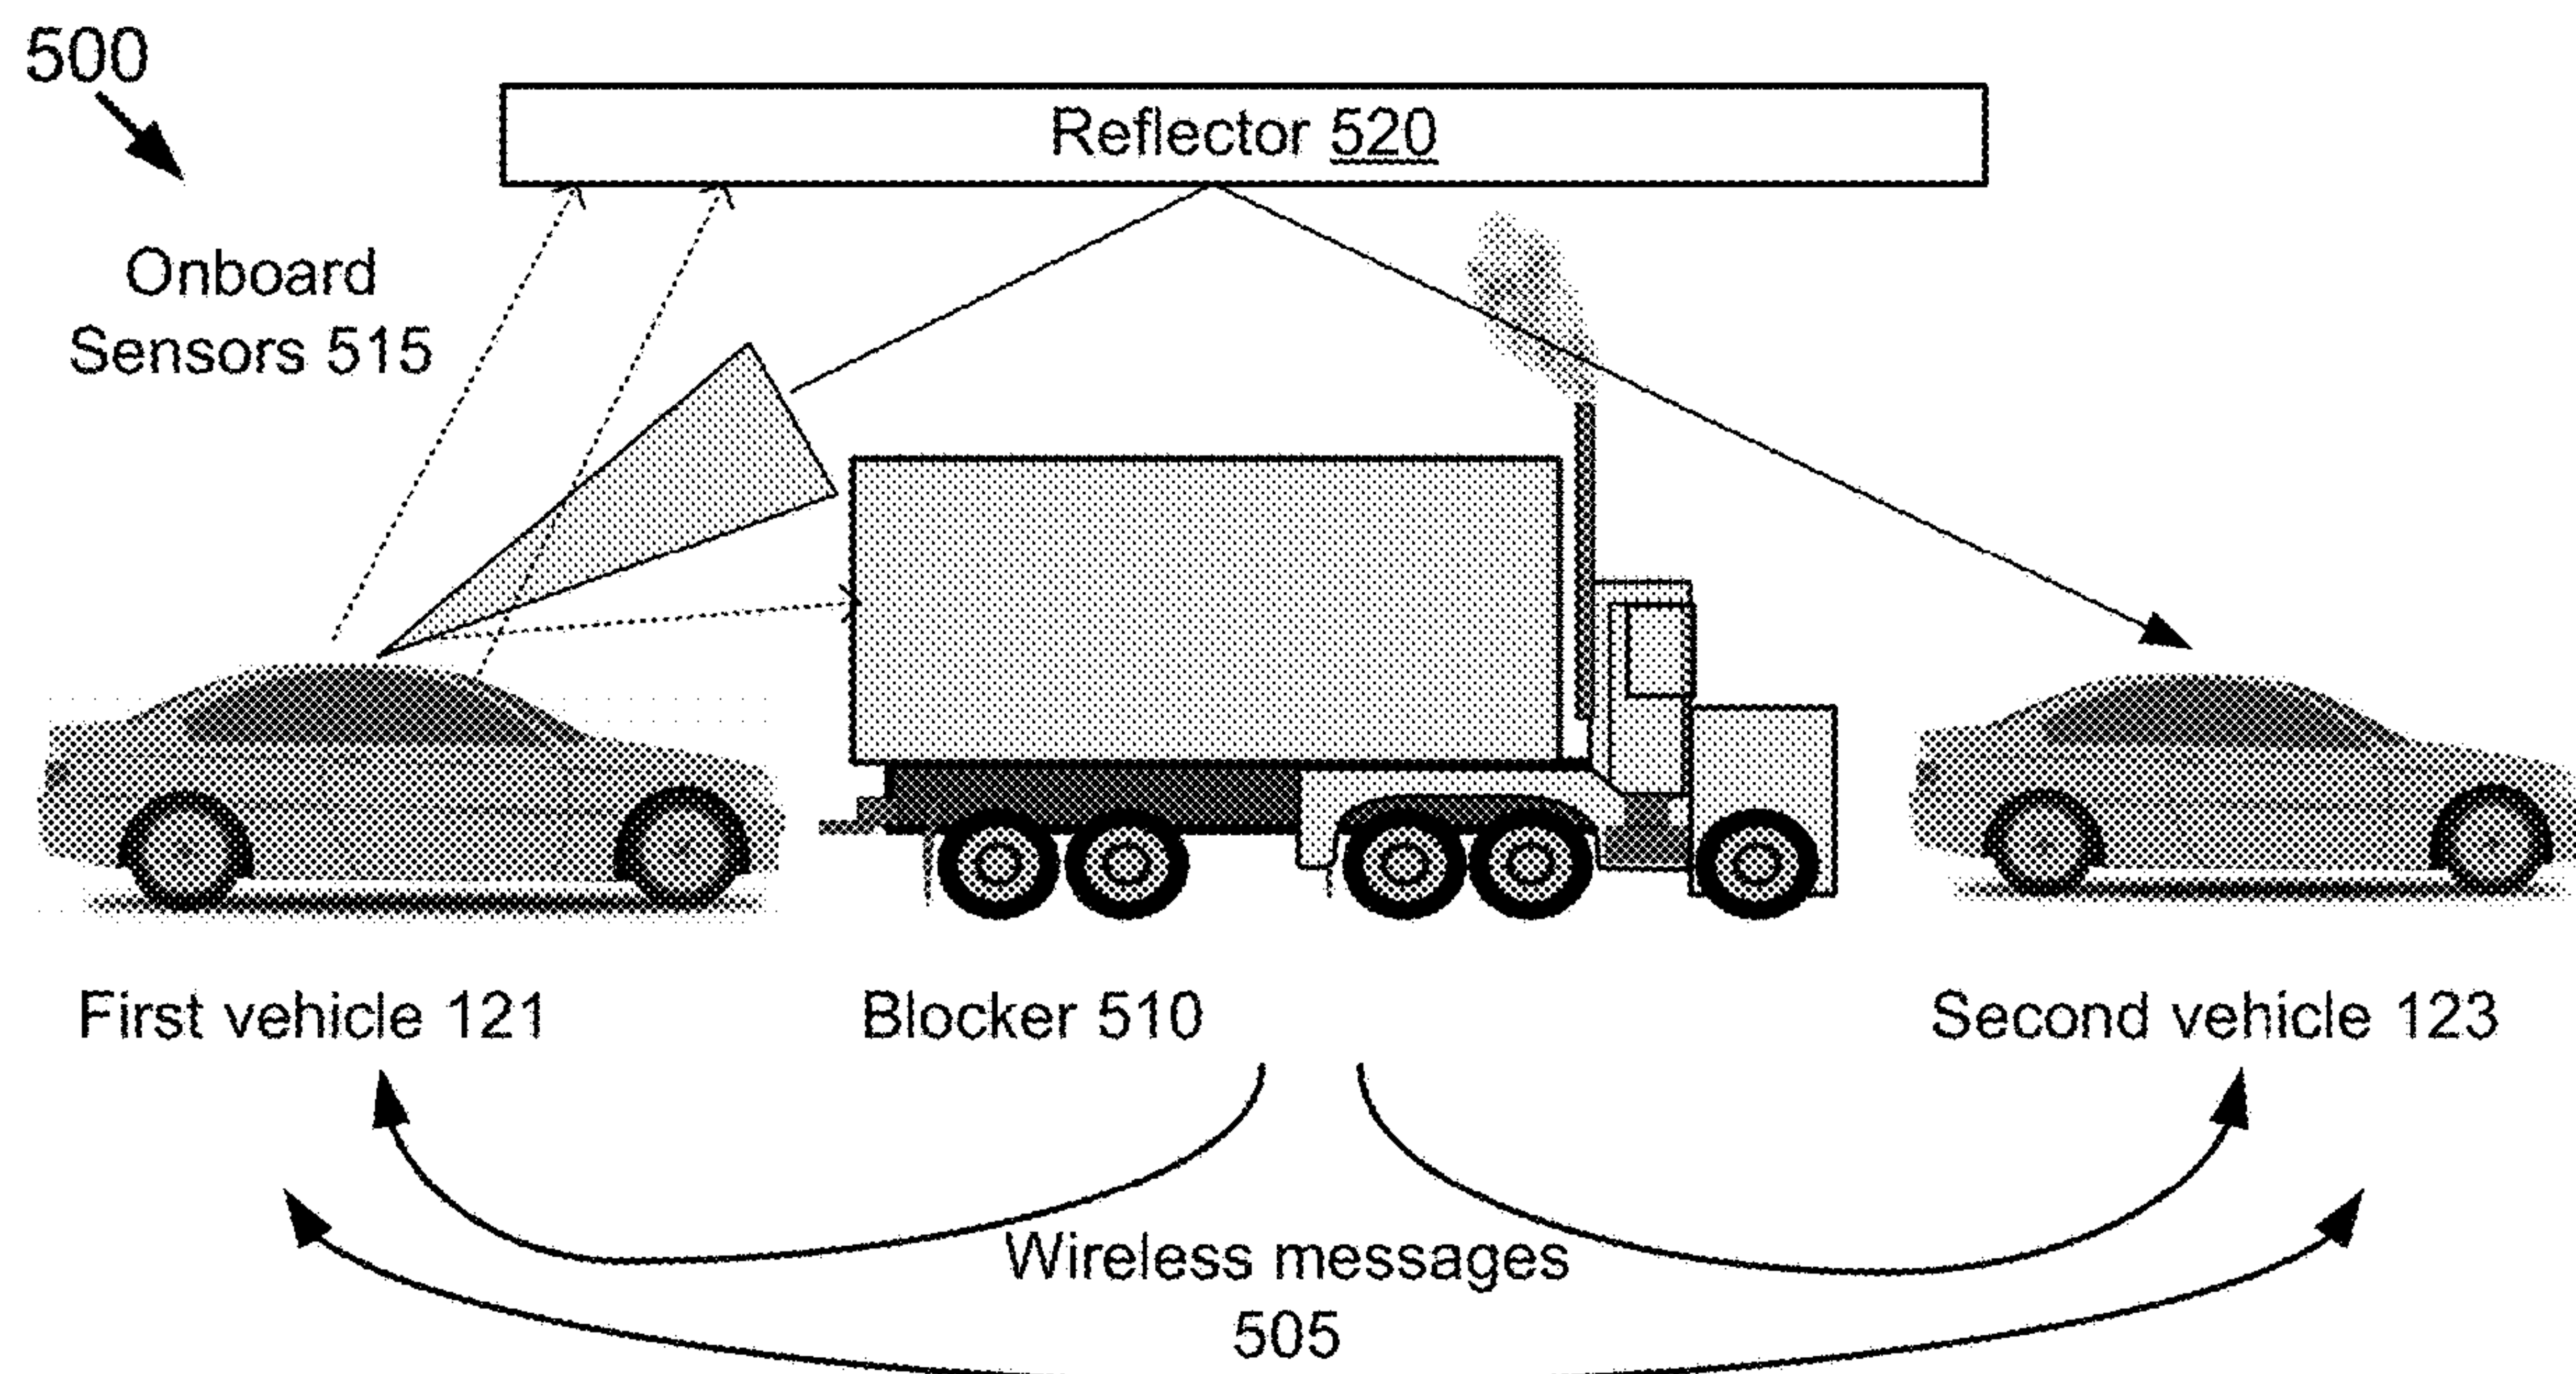 500
Reflector 520
Onboard
Sensors 515
First vehicle 121
Blocker 510
Second vehicle 123
Wireless messages
505